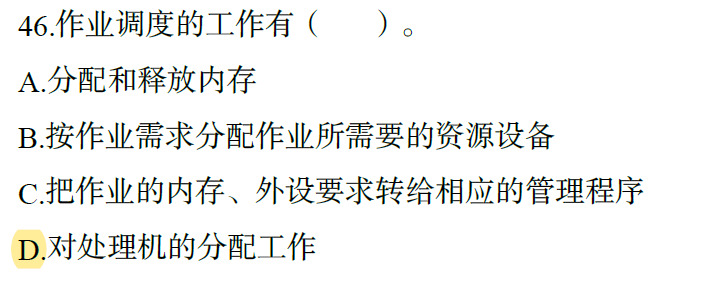 46.作业调度的工作有（　　）。
A.分配和释放内存
B.按作业需求分配作业所需要的资源设备
C.把作业的内存、外设要求转给相应的管理程序
D.对处理机的分配工作